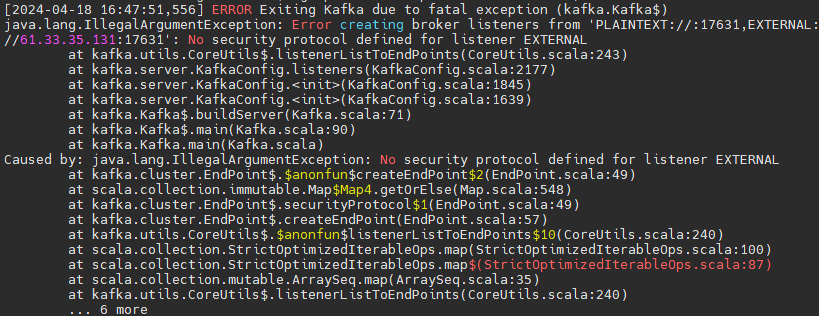 [2024-04-18 16:47:51,556] ERROR Exiting Kafka due to fatal exception (kafka.Kafka$)
java.lang.IllegalArgumentException: Error creating broker listeners from 'PLAINTEXT://:17631,EXTERNAL:
//61.33.35.131:17631': No security protocol defined for listener EXTERNAL
at kafka.utils.CoreUtils$.listenerListToEndPoints(CoreUtils.scala:243)
at kafka.server.KafkaConfig.listeners(KafkaConfig.scala:2177)
at kafka.server.KafkaConfig.<init>(KafkaConfig.scala:1845)
at kafka.server.KafkaConfig.<init>(KafkaConfig.scala:1639)
at kafka.Kafka$.buildServer(Kafka.scala:71)
at kafka.Kafka$.main(Kafka.scala:90)
at kafka.Kafka.main(Kafka.scala)
Caused by: java.lang.IllegalArgumentException: No security protocol defined for listener EXTERNAL
at kafka.cluster.EndPoint$.$anonfun$createEndPoint$2(EndPoint.scala:49)
at scala.collection.immutable.Map$Map4.getOrElse(Map.scala:548)
at kafka.cluster.EndPoint$.securityProtocol$1(EndPoint.scala:49)
at kafka.cluster.EndPoint$.createEndPoint(EndPoint.scala:57)
at kafka.utils.CoreUtils$.$anonfun$listenerListToEndPoints$10(CoreUtils.scala:240)
at scala.collection.StrictOptimizedIterableOps.map(StrictOptimizedIterableOps.scala:100)
at scala.collection.StrictOptimizedIterableOps.map$(StrictOptimizedIterableOps.scala:87)
at scala.collection.mutable.ArraySeq.map(ArraySeq.scala:35)
at kafka.utils.CoreUtils$.listenerListToEndPoints(CoreUtils.scala:240)
... 6 more